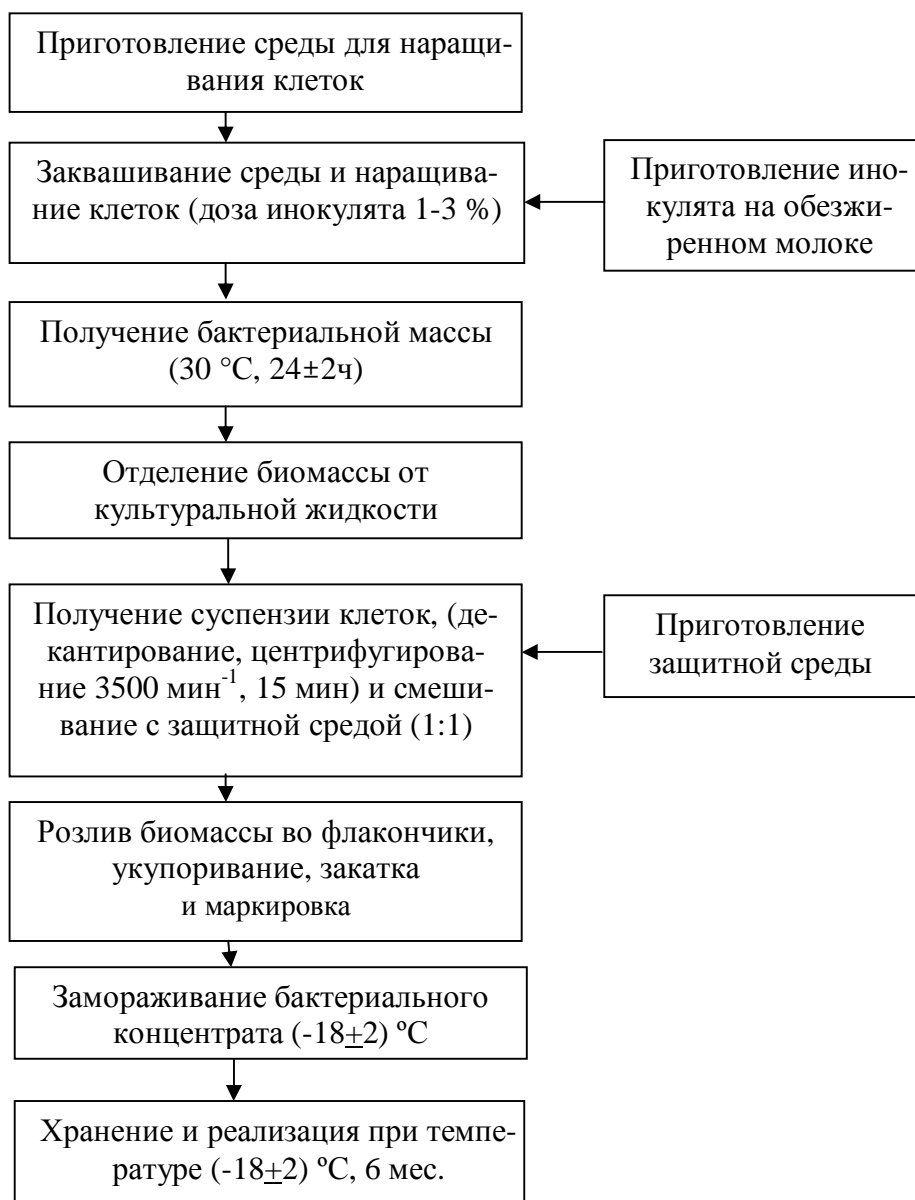 Приготовление среды для наращи-
вания клеток
Заквашивание среды и наращива-
ние клеток (доза инокулята 1-3 %)
Приготовление ино-
кулята на обезжи-
ренном молоке
Получение бактериальной массы
(30 °С, 24±2ч)
Отделение биомассы от
культуральной жидкости
Получение суспензии клеток, (де-
кантирование, центрифугирова-
ние 3500 мин⁻¹, 15 мин) и смеши-
вание с защитной средой (1:1)
Приготовление
защитной среды
Розлив биомассы во флакончики,
укупоривание, закатка
и маркировка
Замораживание бактериального
концентрата (-18±2) ºС
Хранение и реализация при темпе-
ратуре (-18±2) ºС, 6 мес.